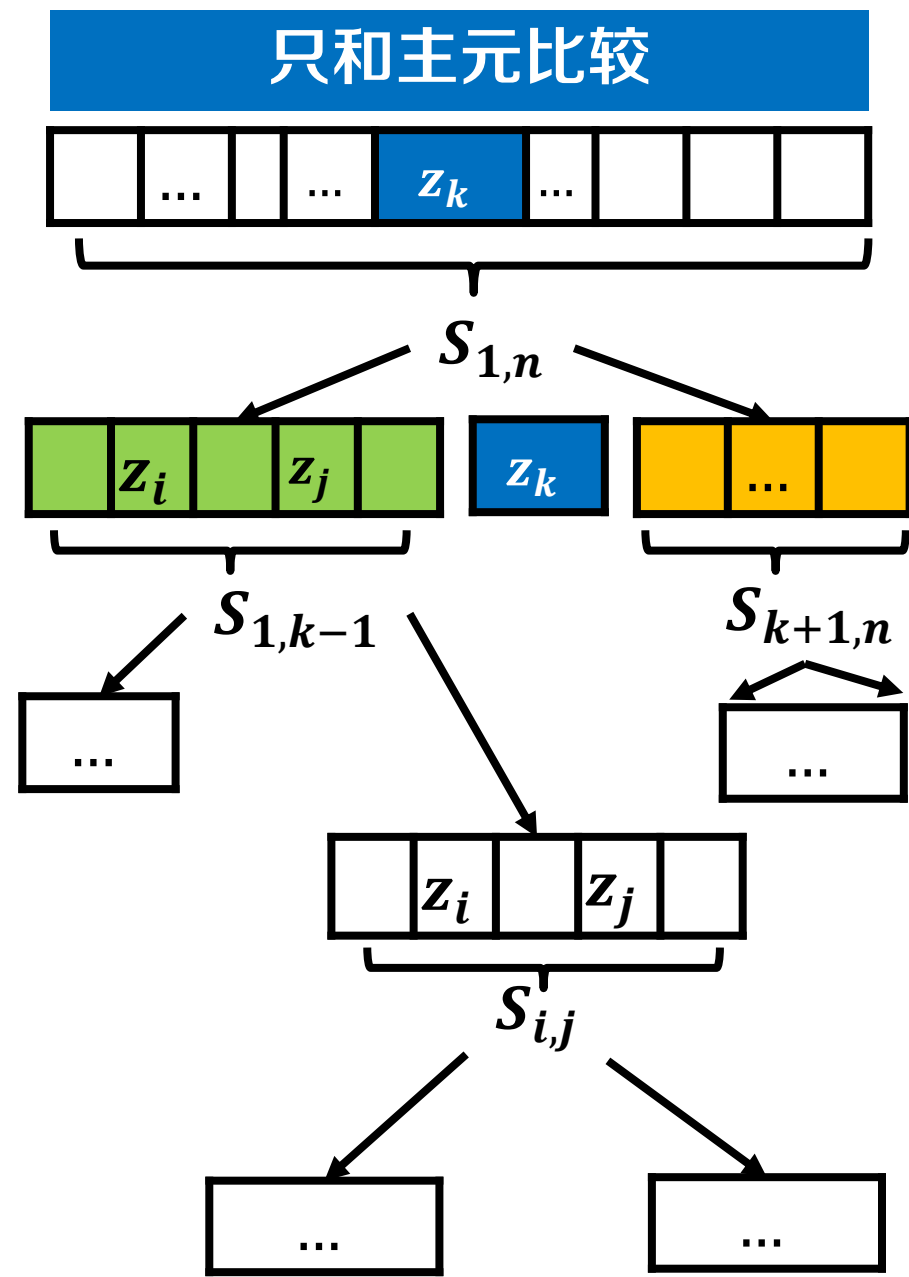 只和主元比较
... ... z_k ...
S_{1,n}
z_i z_j z_k ...
S_{1,k−1} S_{k+1,n}
... ...
z_i z_j
S_{i,j}
... ...